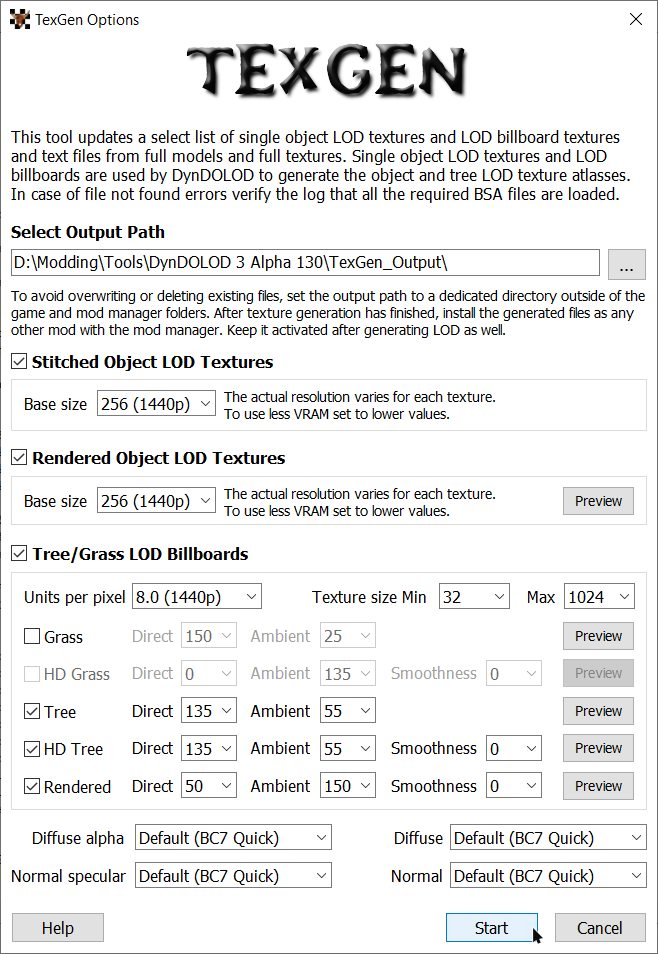 TexGen Options
TEXGEN
This tool updates a select list of single object LOD textures and LOD billboard textures
and text files from full models and full textures. Single object LOD textures and LOD
billboards are used by DynDOLOD to generate the object and tree LOD texture atlasses.
In case of file not found errors verify the log that all the required BSA files are loaded.
Select Output Path
D:\Modding\Tools\DynDOLOD 3 Alpha 130\TexGen_Output\ ...
To avoid overwriting or deleting existing files, set the output path to a dedicated directory outside of the
game and mod manager folders. After texture generation has finished, install the generated files as any
other mod with the mod manager. Keep it activated after generating LOD as well.
Stitched Object LOD Textures
Base size 256 (1440p) The actual resolution varies for each texture.
To use less VRAM set to lower values.
Rendered Object LOD Textures
Base size 256 (1440p) The actual resolution varies for each texture.
To use less VRAM set to lower values.
Preview
Tree/Grass LOD Billboards
Units per pixel 8.0 (1440p) Texture size Min 32 Max 1024
Grass Direct 150 Ambient 25 Preview
HD Grass Direct 0 Ambient 135 Smoothness 0 Preview
Tree Direct 135 Ambient 55 Preview
HD Tree Direct 135 Ambient 55 Smoothness 0 Preview
Rendered Direct 50 Ambient 150 Smoothness 0 Preview
Diffuse alpha Default (BC7 Quick) Diffuse Default (BC7 Quick)
Normal specular Default (BC7 Quick) Normal Default (BC7 Quick)
Help Start Cancel